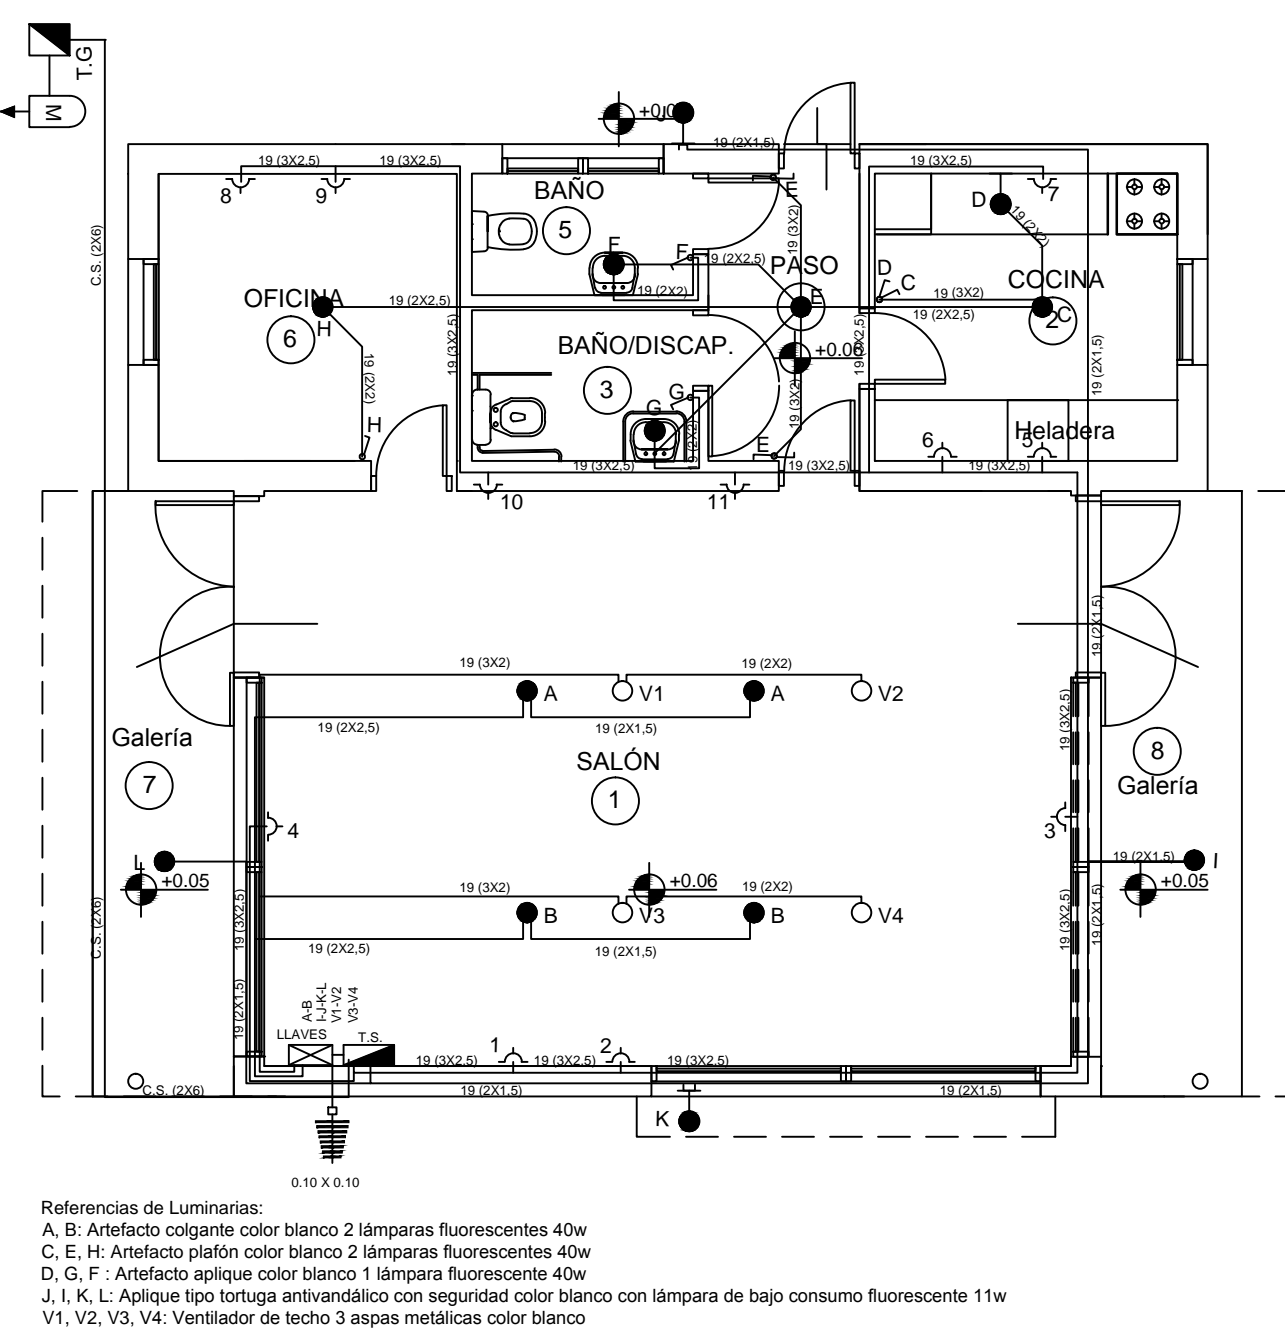 T.G
M
C.S. (2X6)
+0.0
J
19 (2X1,5)
19 (3X2,5)
19 (3X2,5)
8
9
BAÑO
5
F
F
19 (2X2,5)
19 (2X2)
E
19 (3X2)
PASO
E
+0.06
19 (3X2)
E
19 (3X2,5)
D
19 (2X2)
7
D
C
COCINA
2
C
19 (3X2)
19 (2X2,5)
19 (3X2,5)
19 (2X1,5)
OFICINA
H
6
19 (2X2,5)
19 (3X2,5)
19 (2X2)
H
BAÑO/DISCAP.
3
G
G
19 (2X2)
Heladera
6
5
19 (3X2,5)
19 (3X2,5)
19 (3X2,5)
10
11
19 (2X1,5)
19 (3X2)
19 (2X2)
A
V1
A
V2
19 (2X2,5)
19 (2X1,5)
19 (3X2,5)
Galería
7
SALÓN
1
8
Galería
4
3
L
+0.05
19 (2X1,5)
I
+0.05
19 (3X2)
+0.06
19 (2X2)
B
V3
B
V4
19 (2X2,5)
19 (2X1,5)
C.S. (2X6)
19 (3X2,5)
19 (2X1,5)
19 (3X2,5)
19 (2X1,5)
A-B
I-J-K-L
V1-V2
V3-V4
LLAVES
T.S.
1
2
19 (3X2,5)
19 (3X2,5)
19 (3X2,5)
C.S. (2X6)
19 (2X1,5)
19 (2X1,5)
K
0.10 X 0.10
Referencias de Luminarias:
A, B: Artefacto colgante color blanco 2 lámparas fluorescentes 40w
C, E, H: Artefacto plafón color blanco 2 lámparas fluorescentes 40w
D, G, F : Artefacto aplique color blanco 1 lámpara fluorescente 40w
J, I, K, L: Aplique tipo tortuga antivandálico con seguridad color blanco con lámpara de bajo consumo fluorescente 11w
V1, V2, V3, V4: Ventilador de techo 3 aspas metálicas color blanco